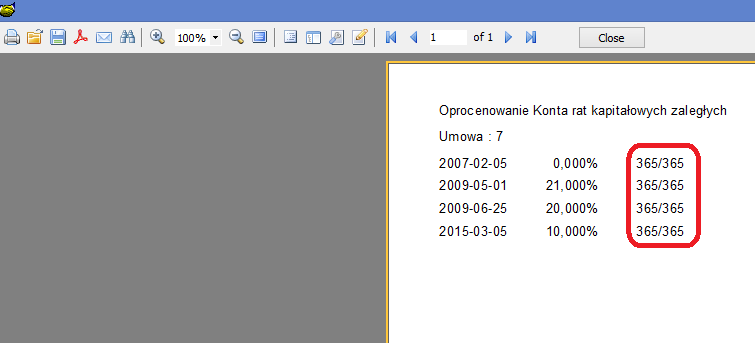 100%
1
of 1
Close
Oprocenowanie Konta rat kapitałowych zaległych
Umowa : 7
2007-02-05 0,000% 365/365
2009-05-01 21,000% 365/365
2009-06-25 20,000% 365/365
2015-03-05 10,000% 365/365